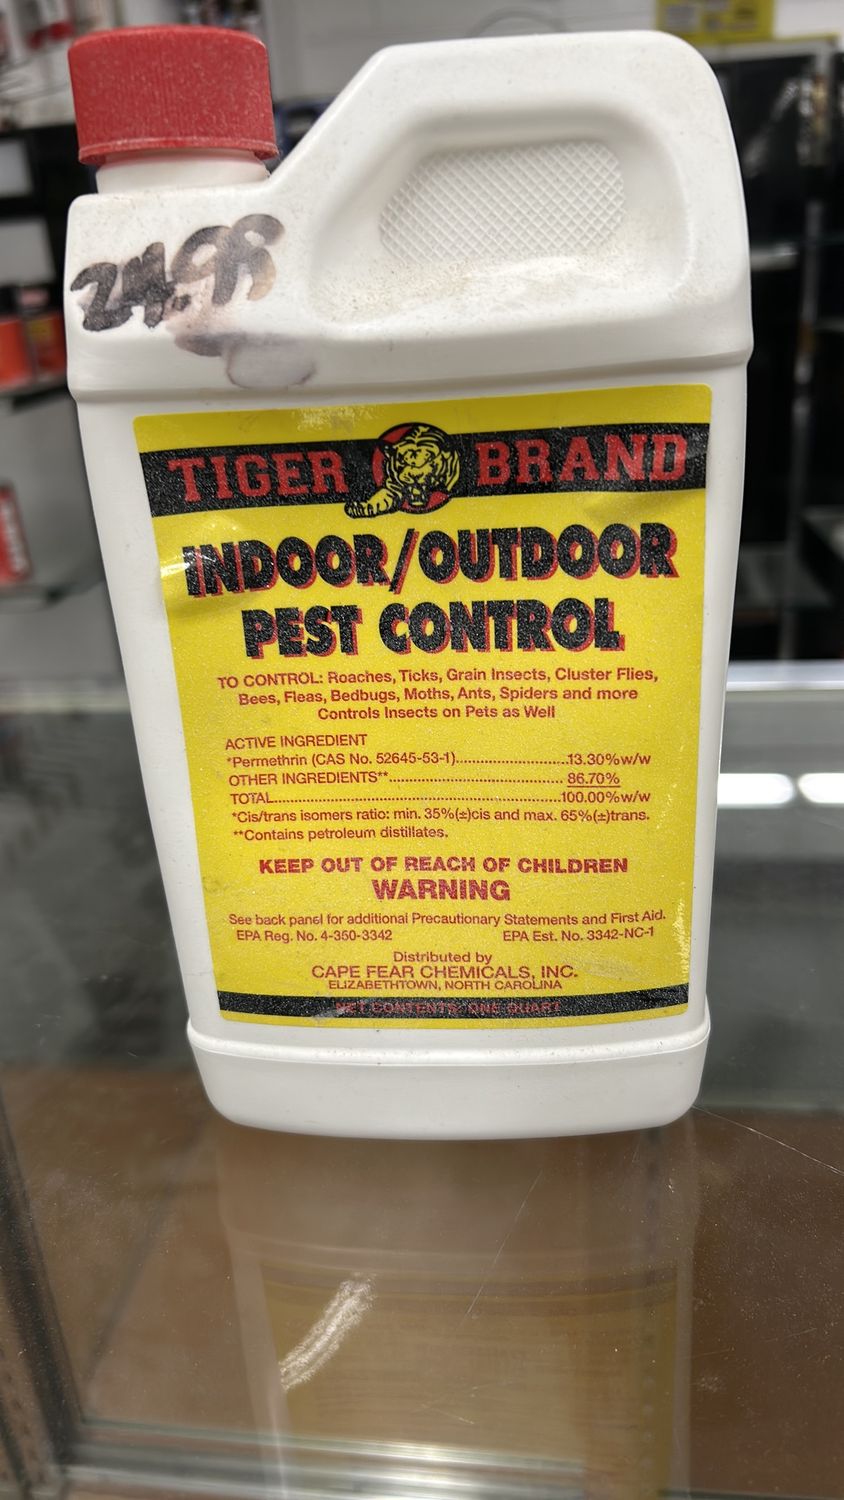 24.99
TIGER BRAND
INDOOR/OUTDOOR
PEST CONTROL
TO CONTROL: Roaches, Ticks, Grain Insects, Cluster Flies,
Bees, Fleas, Bedbugs, Moths, Ants, Spiders and more
Controls Insects on Pets as Well
ACTIVE INGREDIENT
*Permethrin (CAS No. 52645-53-1)..........................13.30%w/w
OTHER INGREDIENTS**........................................ 86.70%
TOTAL..................................................................100.00%w/w
*Cis/trans isomers ratio: min. 35%(±)cis and max. 65%(±)trans.
**Contains petroleum distillates.
KEEP OUT OF REACH OF CHILDREN
WARNING
See back panel for additional Precautionary Statements and First Aid.
EPA Reg. No. 4-350-3342 EPA Est. No. 3342-NC-1
Distributed by
CAPE FEAR CHEMICALS, INC.
ELIZABETHTOWN, NORTH CAROLINA
NET CONTENTS: ONE QUART